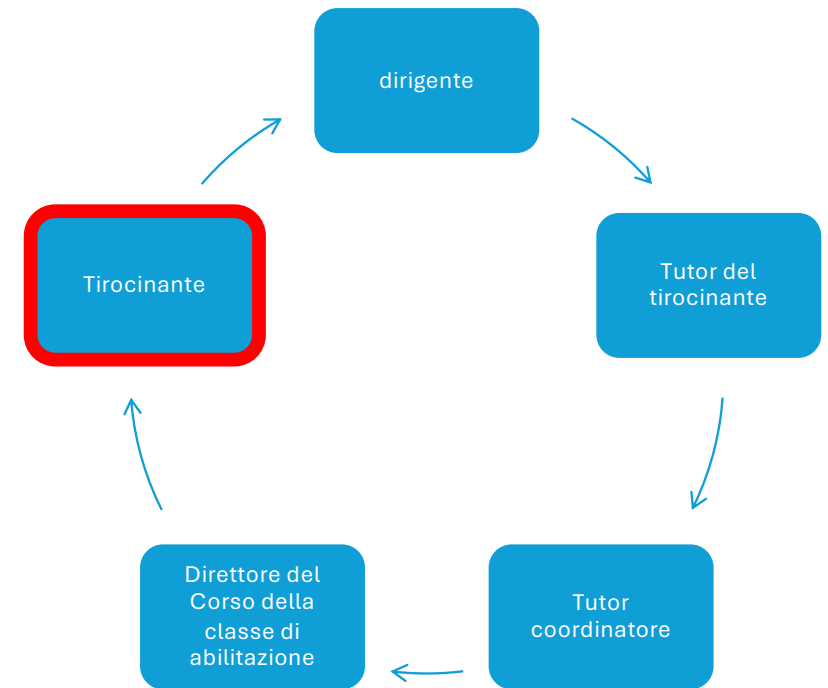 dirigente
Tutor del
tirocinante
Tutor
coordinatore
Direttore del
Corso della
classe di
abilitazione
Tirocinante